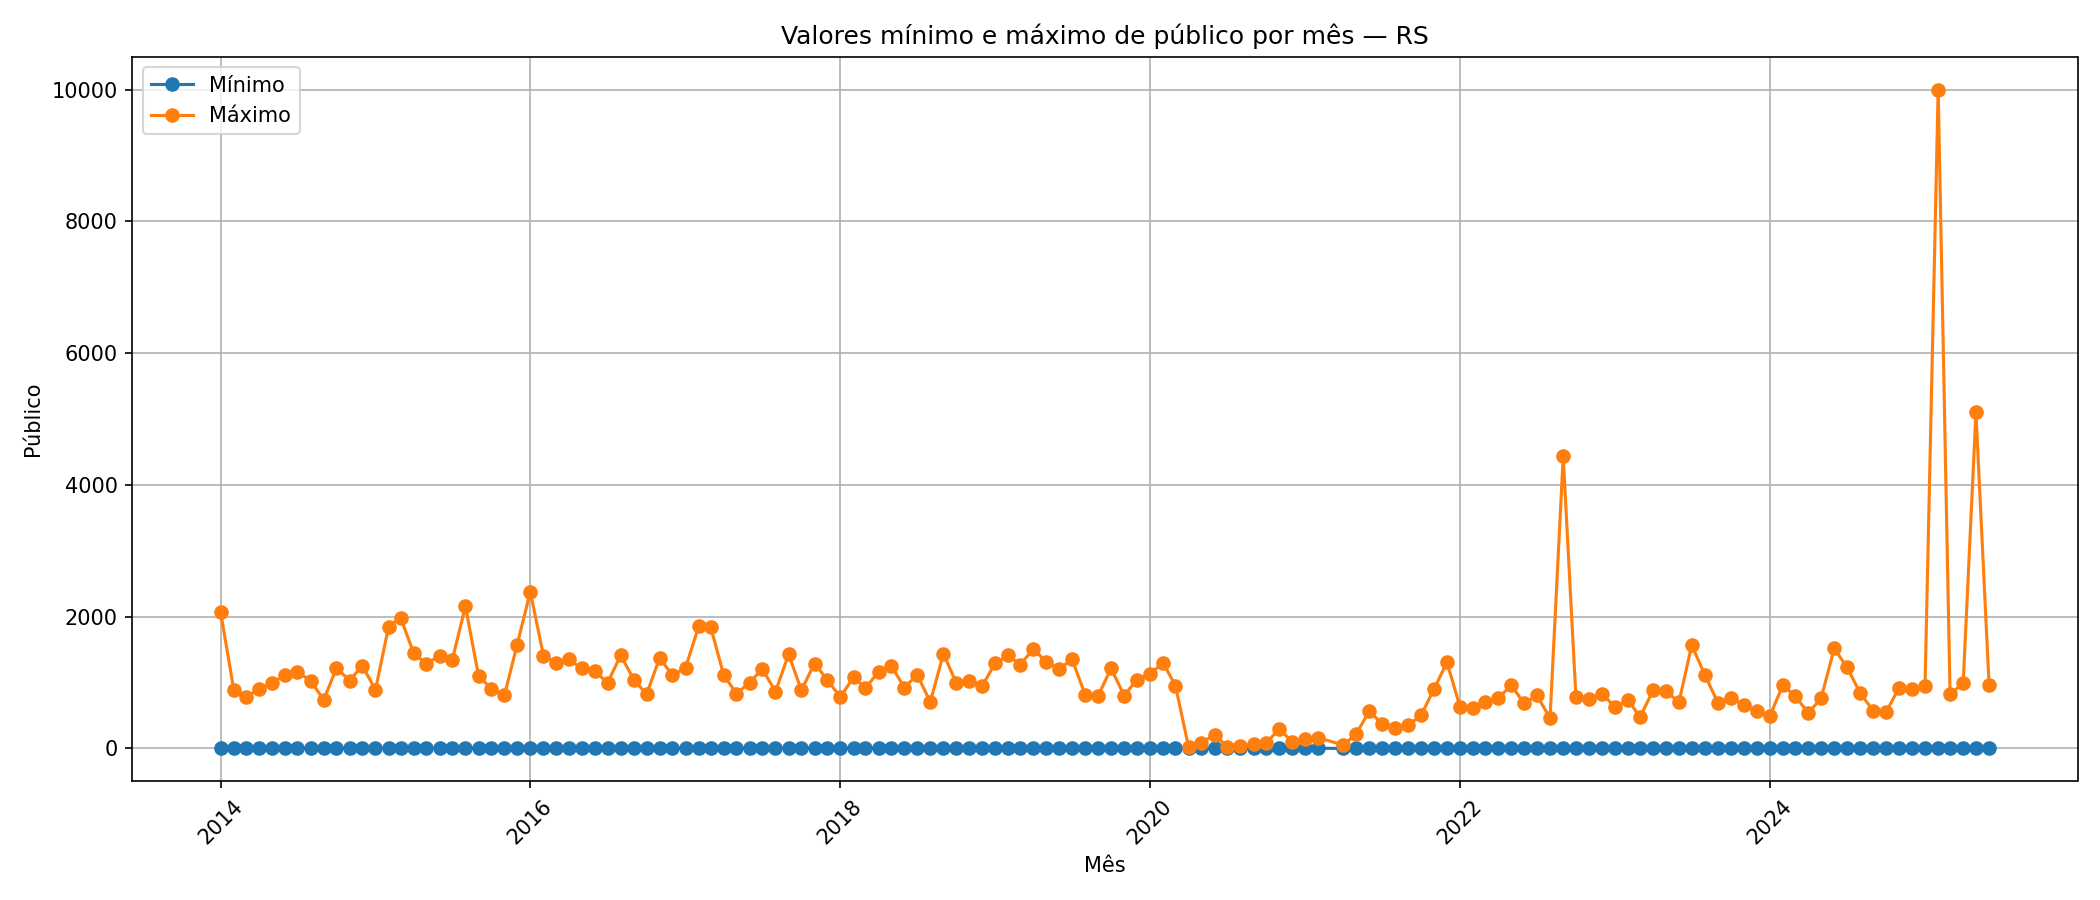 Valores mínimo e máximo de público por mês — RS
Mínimo
Máximo
10000
8000
6000
4000
2000
0
Público
2014
2016
2018
2020
2022
2024
Mês